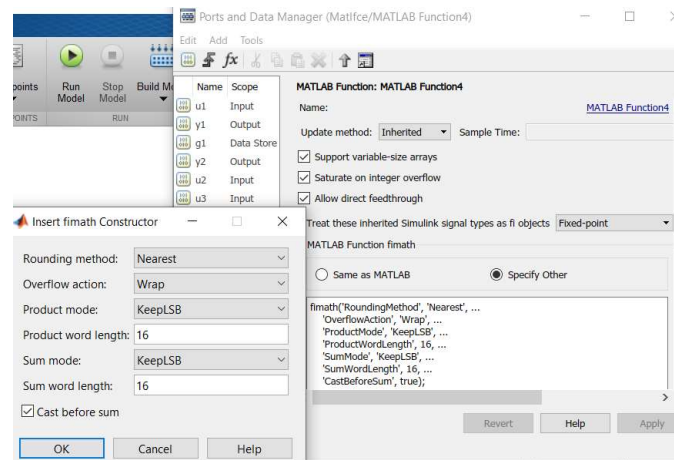 Ports and Data Manager (MatIfce/MATLAB Function4)
Edit Add Tools
Run Model
Stop Model
Build
RUN
Name Scope
u1 Input
y1 Output
g1 Data Store
y2 Output
u2 Input
u3 Input
MATLAB Function: MATLAB Function4
Name: MATLAB Function4
Update method: Inherited Sample Time:
Support variable-size arrays
Saturate on integer overflow
Allow direct feedthrough
Treat these inherited Simulink signal types as fi objects Fixed-point
MATLAB Function fimath
Same as MATLAB Specify Other
fimath('RoundingMethod', 'Nearest', ...
'OverflowAction', 'Wrap', ...
'ProductMode', 'KeepLSB', ...
'ProductWordLength', 16, ...
'SumMode', 'KeepLSB', ...
'SumWordLength', 16, ...
'CastBeforeSum', true);
Revert Help Apply
Insert fimath Constructor
Rounding method: Nearest
Overflow action: Wrap
Product mode: KeepLSB
Product word length: 16
Sum mode: KeepLSB
Sum word length: 16
Cast before sum
OK Cancel Help